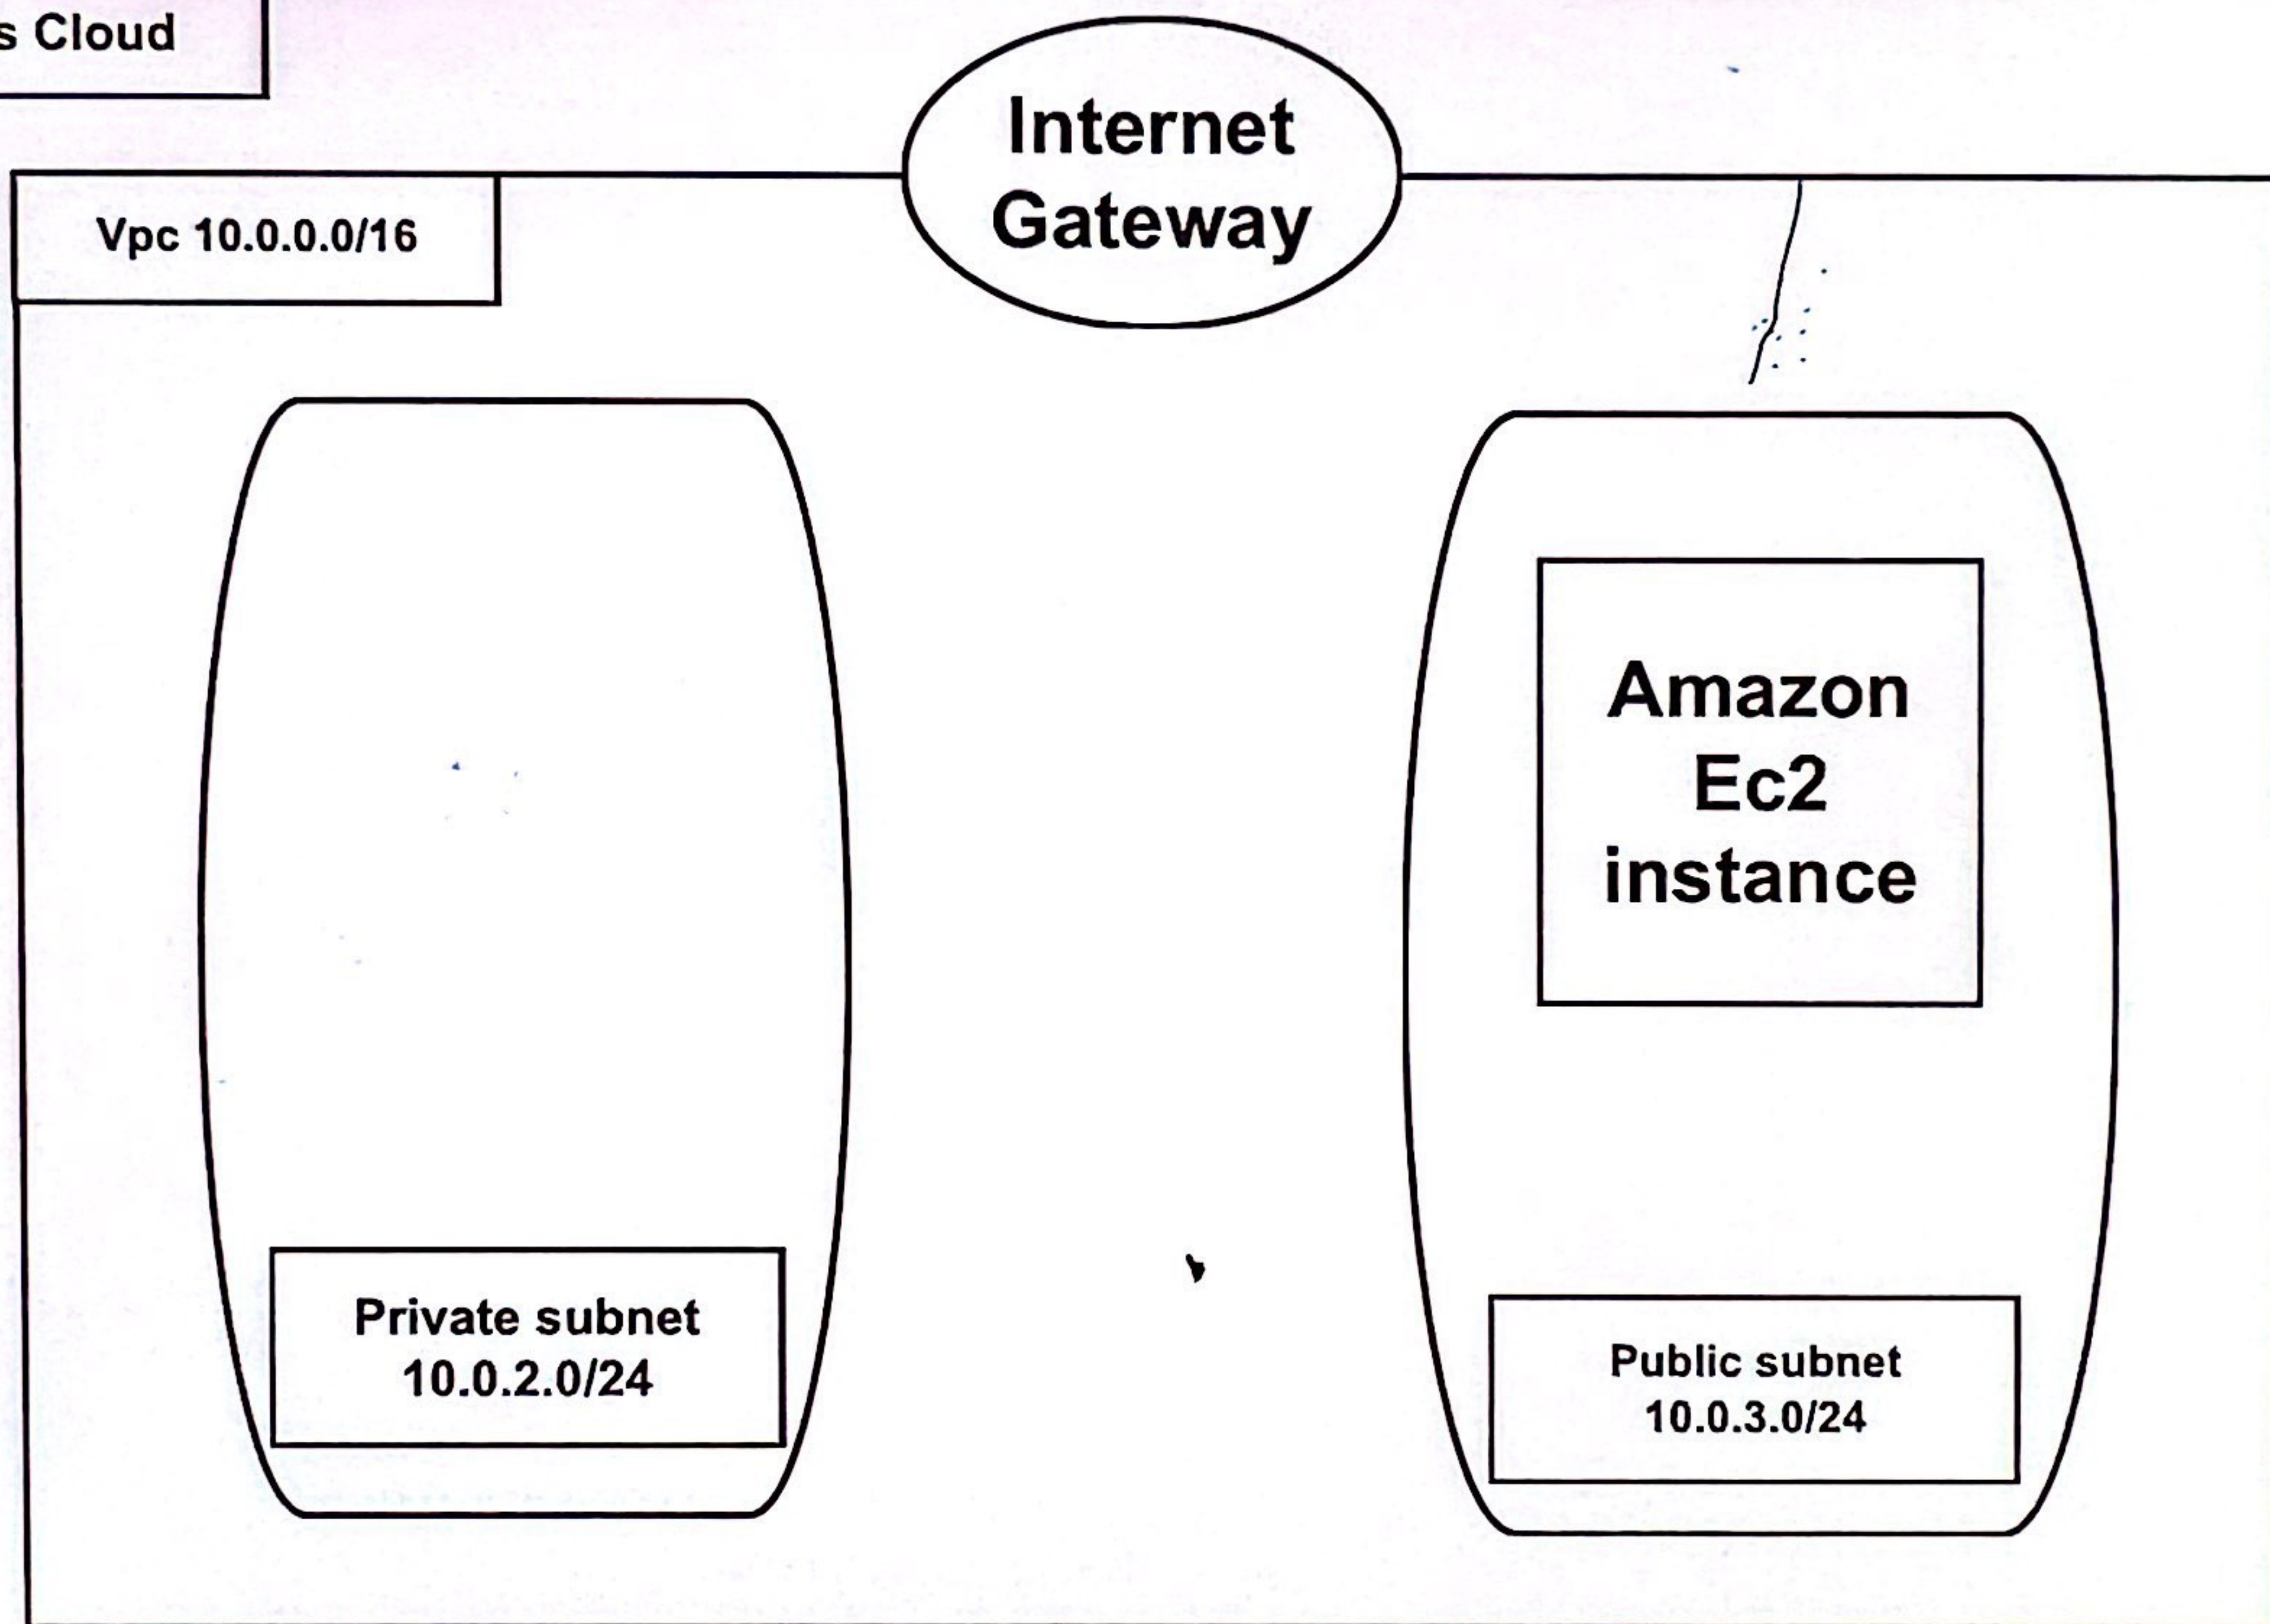 s Cloud
Internet
Gateway
Vpc 10.0.0.0/16
Amazon
Ec2
instance
Private subnet
10.0.2.0/24
Public subnet
10.0.3.0/24